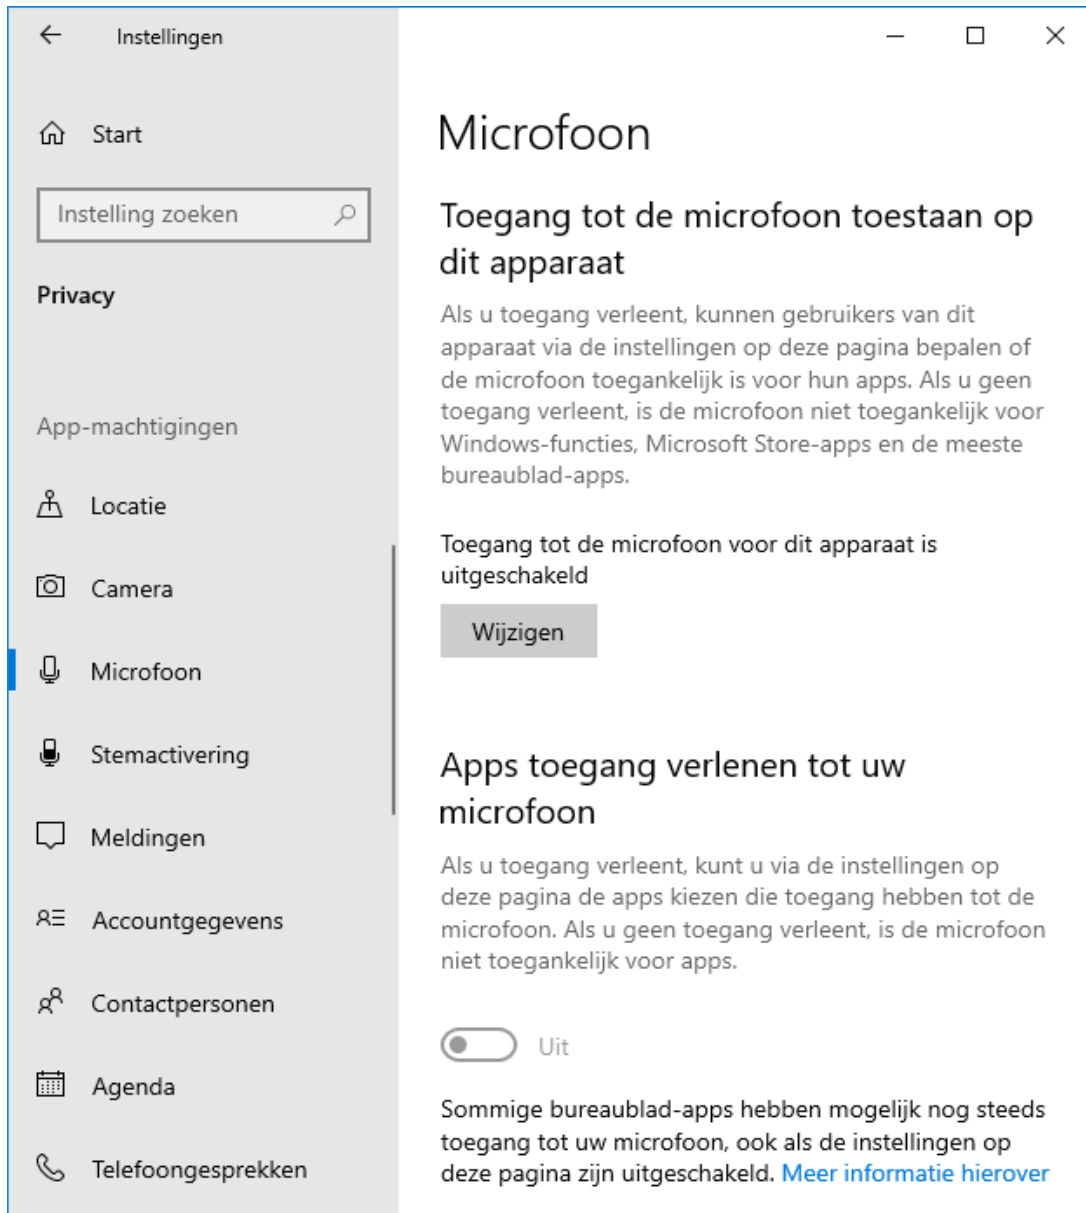 Instellingen
Start
Instelling zoeken
Privacy
App-machtigingen
Locatie
Camera
Microfoon
Stemactivering
Meldingen
Accountgegevens
Contactpersonen
Agenda
Telefoongesprekken
Microfoon
Toegang tot de microfoon toestaan op
dit apparaat
Als u toegang verleent, kunnen gebruikers van dit
apparaat via de instellingen op deze pagina bepalen of
de microfoon toegankelijk is voor hun apps. Als u geen
toegang verleent, is de microfoon niet toegankelijk voor
Windows-functies, Microsoft Store-apps en de meeste
bureaublad-apps.
Toegang tot de microfoon voor dit apparaat is
uitgeschakeld
Wijzigen
Apps toegang verlenen tot uw
microfoon
Als u toegang verleent, kunt u via de instellingen op
deze pagina de apps kiezen die toegang hebben tot de
microfoon. Als u geen toegang verleent, is de microfoon
niet toegankelijk voor apps.
Uit
Sommige bureaublad-apps hebben mogelijk nog steeds
toegang tot uw microfoon, ook als de instellingen op
deze pagina zijn uitgeschakeld. Meer informatie hierover